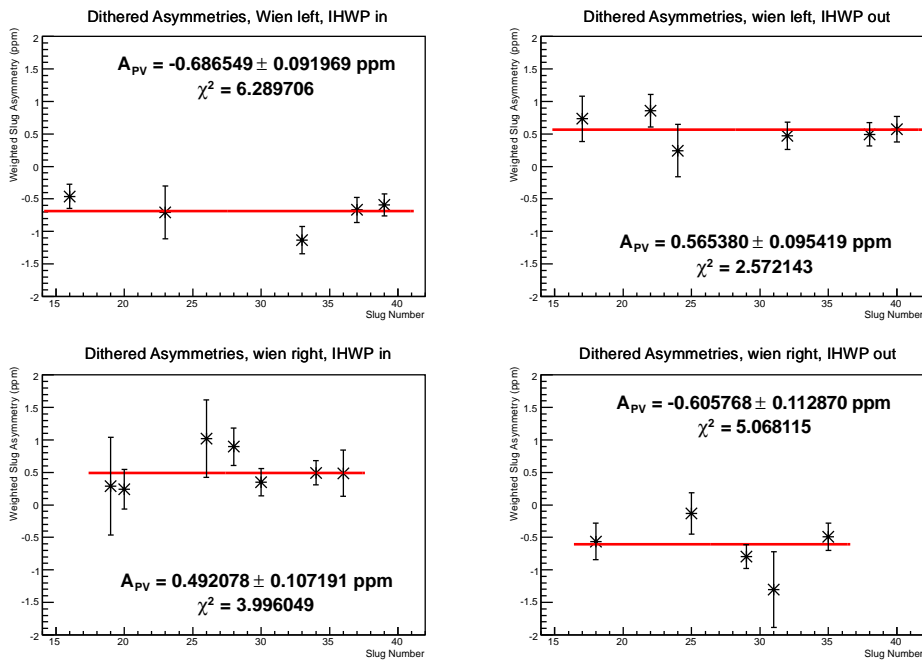 Dithered Asymmetries, Wien left, IHWP in
Weighted Slug Asymmetry (ppm)
2
1.5
1
0.5
0
-0.5
-1
-1.5
-2
A_PV = -0.686549 ± 0.091969 ppm
χ² = 6.289706
15 20 25 30 35 40
Slug Number
Dithered Asymmetries, wien left, IHWP out
Weighted Slug Asymmetry (ppm)
2
1.5
1
0.5
0
-0.5
-1
-1.5
-2
A_PV = 0.565380 ± 0.095419 ppm
χ² = 2.572143
15 20 25 30 35 40
Slug Number
Dithered Asymmetries, wien right, IHWP in
Weighted Slug Asymmetry (ppm)
2
1.5
1
0.5
0
-0.5
-1
-1.5
-2
A_PV = 0.492078 ± 0.107191 ppm
χ² = 3.996049
15 20 25 30 35 40
Slug Number
Dithered Asymmetries, wien right, IHWP out
Weighted Slug Asymmetry (ppm)
2
1.5
1
0.5
0
-0.5
-1
-1.5
-2
A_PV = -0.605768 ± 0.112870 ppm
χ² = 5.068115
15 20 25 30 35 40
Slug Number